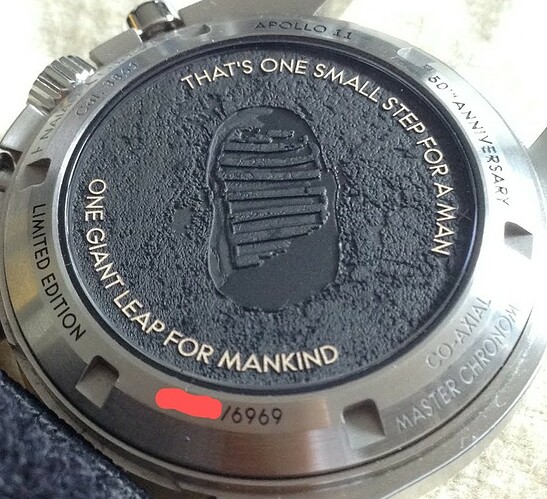 APOLLO 11
50TH ANNIVERSARY
THAT'S ONE SMALL STEP FOR A MAN
ONE GIANT LEAP FOR MANKIND
LIMITED EDITION
/6969
CO-AXIAL
MASTER